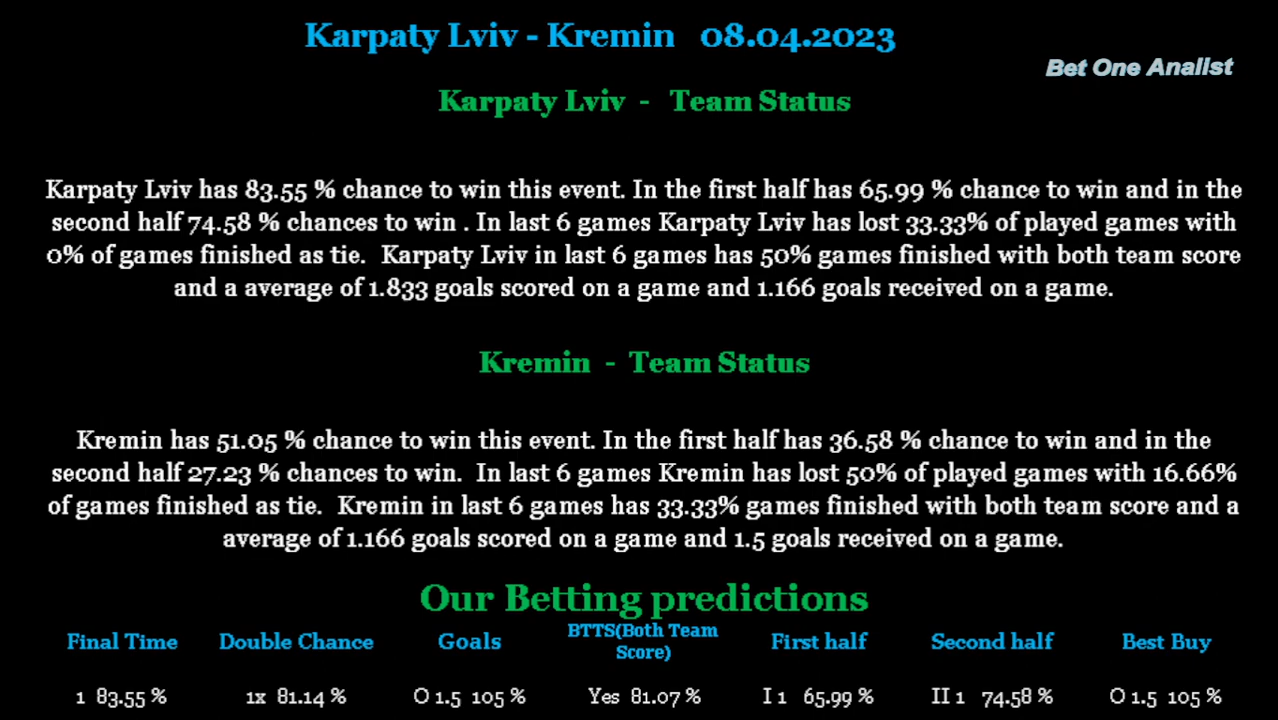 Karpaty Lviv - Kremin 08.04.2023
Bet One Analist
Karpaty Lviv - Team Status
Karpaty Lviv has 83.55 % chance to win this event. In the first half has 65.99 % chance to win and in the
second half 74.58 % chances to win . In last 6 games Karpaty Lviv has lost 33.33% of played games with
0% of games finished as tie. Karpaty Lviv in last 6 games has 50% games finished with both team score
and a average of 1.833 goals scored on a game and 1.166 goals received on a game.
Kremin - Team Status
Kremin has 51.05 % chance to win this event. In the first half has 36.58 % chance to win and in the
second half 27.23 % chances to win. In last 6 games Kremin has lost 50% of played games with 16.66%
of games finished as tie. Kremin in last 6 games has 33.33% games finished with both team score and a
average of 1.166 goals scored on a game and 1.5 goals received on a game.
Our Betting predictions
Final Time Double Chance Goals BTTS(Both Team Score) First half Second half Best Buy
1 83.55 % 1x 81.14 % O 1.5 105 % Yes 81.07 % I 1 65.99 % II 1 74.58 % O 1.5 105 %